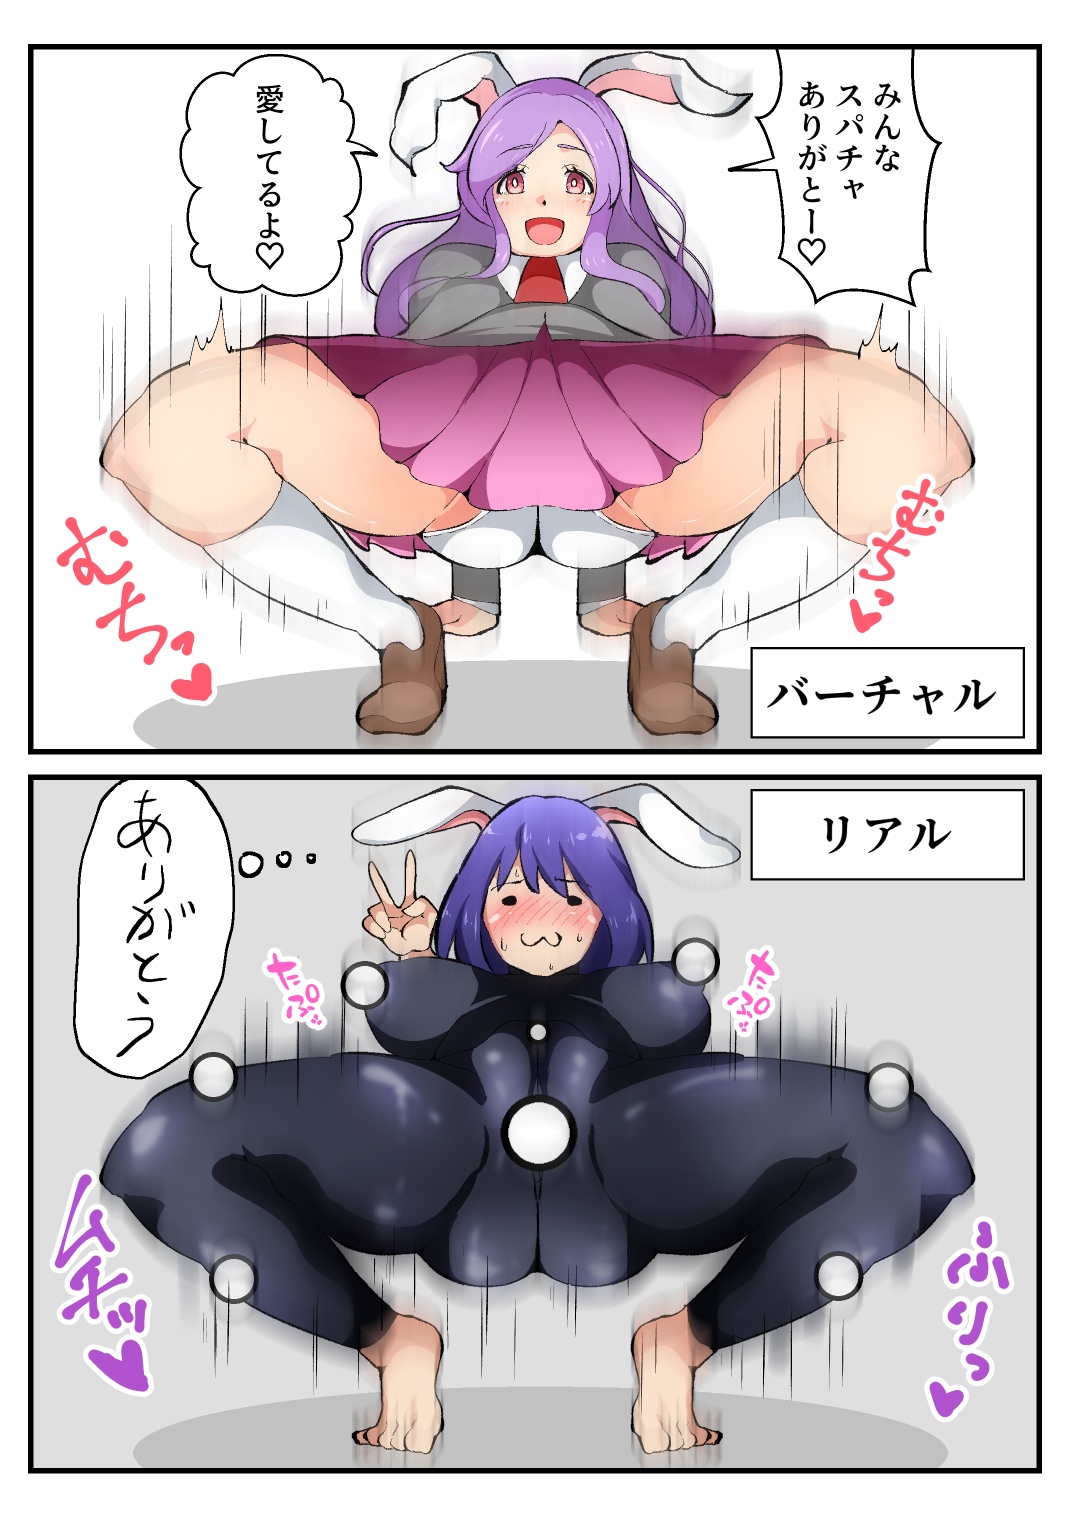 みんな
スパチャ
ありがとー♡
愛してるよ♡
むちっ♥
むちっ♥
バーチャル
リアル
ありがとう
。。。
たぷ
たぷ
ぷりっ♥
ムチッ♥